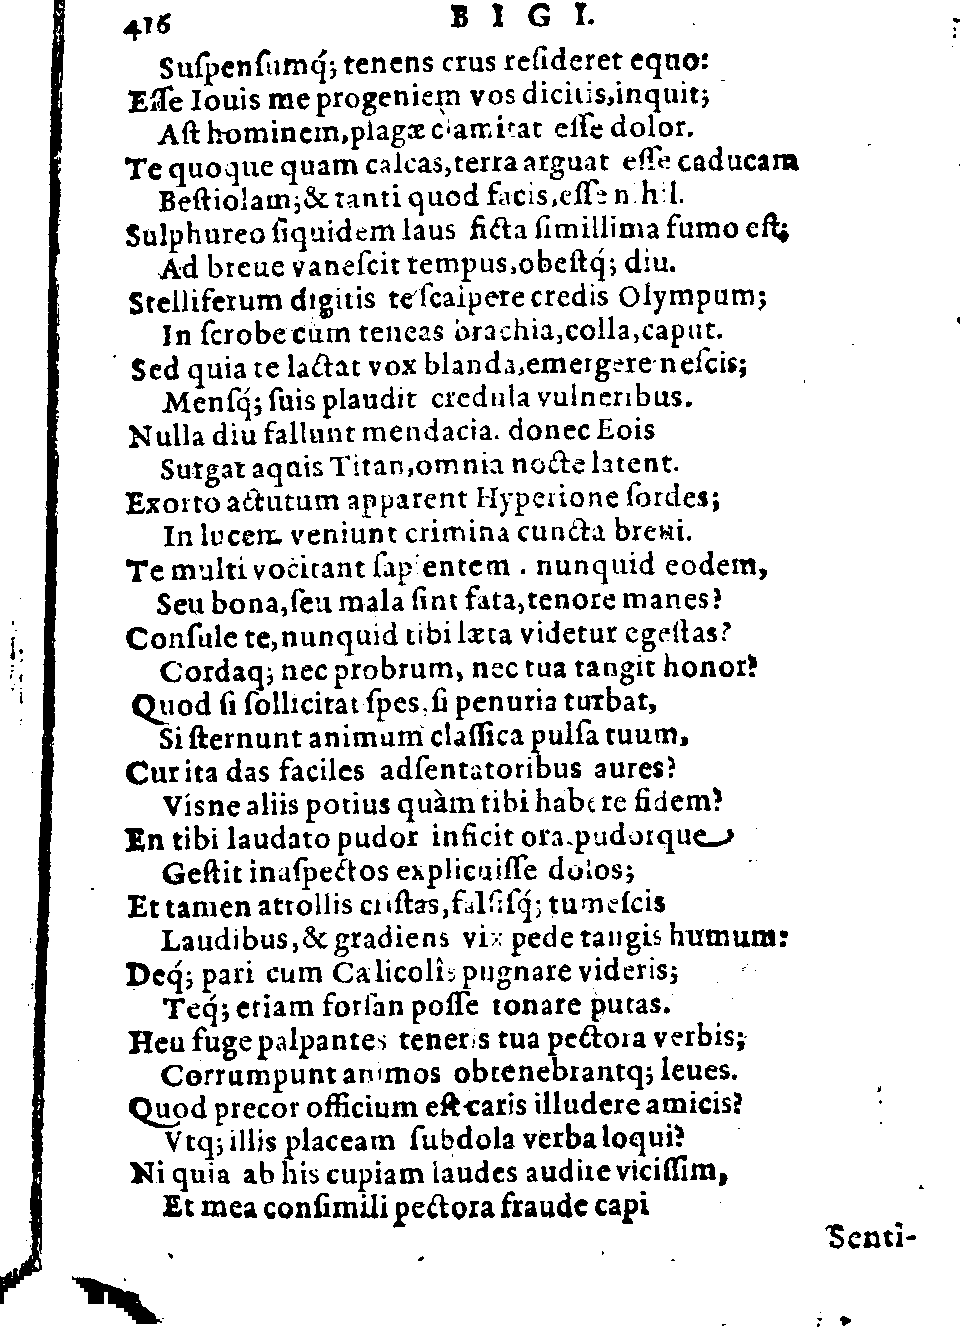 416 BIGI.
Suſpenſumq́; tenens crus reſideret equo:
Eſſe Iouis me progeniem vos dicitis, inquit;
Aſt hominem, plagæ clamitat eſſe dolor.
Te quoque quam calcas, terra arguat eſſe caducam
Beſtiolam; & tanti quod facis, eſſe nihil.
Sulphureo ſiquidem laus ficta ſimillima fumo eſt;
Ad breue vaneſcit tempus, obeſtq́; diu.
Stelliferum digitis te ſcalpere credis Olympum;
In ſcrobe cùm teneas brachia, colla, caput.
Sed quia te lactat vox blanda, emergere neſcis;
Menſq́; ſuis plaudit credula vulneribus.
Nulla diu fallunt mendacia. donec Eois
Surgat aquis Titan, omnia nocte latent.
Exorto actutum apparent Hyperione ſordes;
In lucem veniunt crimina cuncta breui.
Te multi vocitant ſapientem. nunquid eodem,
Seu bona, ſeu mala ſint fata, tenore manes?
Conſule te, nunquid tibi læta videtur egeſtas?
Cordaq; nec probrum, nec tua tangit honor?
Quod ſi ſollicitat ſpes, ſi penuria turbat,
Si ſternunt animum claſſica pulſa tuum,
Cur ita das faciles adſentatoribus aures?
Viſne aliis potius quàm tibi habere fidem?
En tibi laudato pudor inficit ora, pudorque
Geſtit inaſpectos explicuiſſe dolos;
Et tamen attollis criſtas, falſiſq́; tumeſcis
Laudibus, & gradiens vix pede tangis humum:
Deq́; pari cum Cælicolîs pugnare videris;
Teq́; etiam forſan poſſe tonare putas.
Heu fuge palpantes teneris tua pectora verbis;
Corrumpunt animos obtenebrantq; leues.
Quod precor officium eſt caris illudere amicis?
Vtq; illis placeam ſubdola verba loqui?
Ni quia ab his cupiam laudes audire viciſſim,
Et mea conſimili pectora fraude capi
Senti-